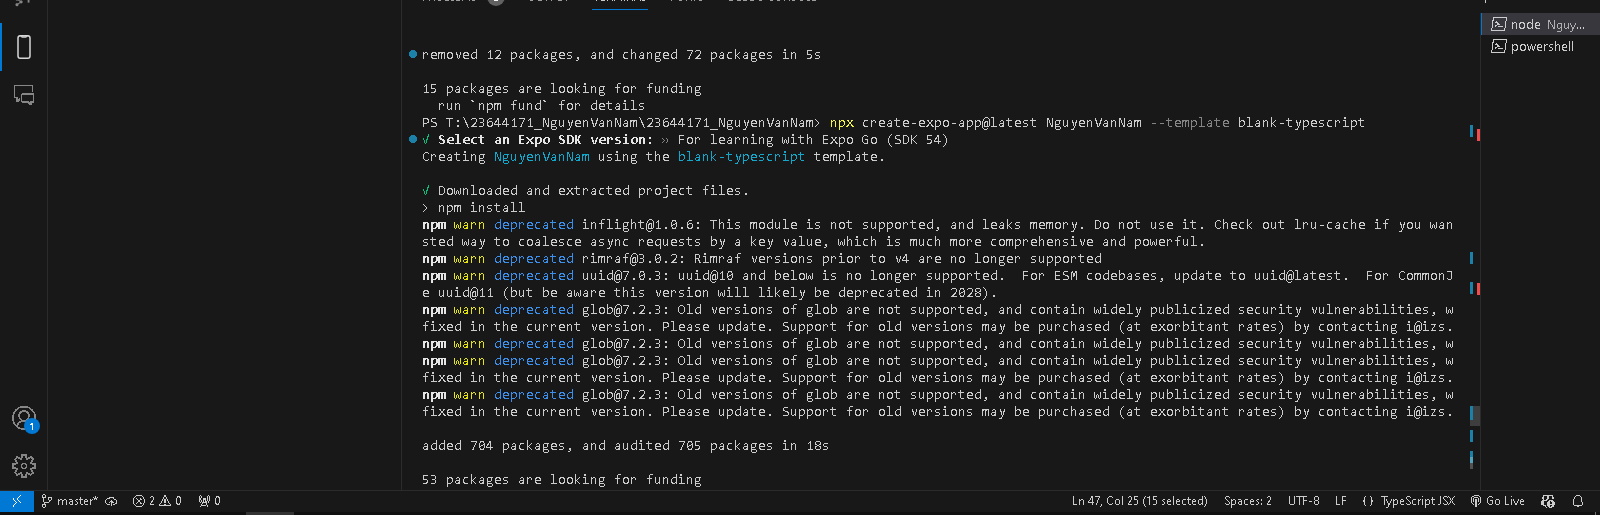 node Nguy...
powershell
removed 12 packages, and changed 72 packages in 5s
15 packages are looking for funding
run `npm fund` for details
PS T:\23644171_NguyenVanNam\23644171_NguyenVanNam> npx create-expo-app@latest NguyenVanNam --template blank-typescript
√ Select an Expo SDK version: » For learning with Expo Go (SDK 54)
Creating NguyenVanNam using the blank-typescript template.
√ Downloaded and extracted project files.
> npm install
npm warn deprecated inflight@1.0.6: This module is not supported, and leaks memory. Do not use it. Check out lru-cache if you wan
sted way to coalesce async requests by a key value, which is much more comprehensive and powerful.
npm warn deprecated rimraf@3.0.2: Rimraf versions prior to v4 are no longer supported
npm warn deprecated uuid@7.0.3: uuid@10 and below is no longer supported.  For ESM codebases, update to uuid@latest.  For CommonJ
e uuid@11 (but be aware this version will likely be deprecated in 2028).
npm warn deprecated glob@7.2.3: Old versions of glob are not supported, and contain widely publicized security vulnerabilities, w
fixed in the current version. Please update. Support for old versions may be purchased (at exorbitant rates) by contacting i@izs.
npm warn deprecated glob@7.2.3: Old versions of glob are not supported, and contain widely publicized security vulnerabilities, w
npm warn deprecated glob@7.2.3: Old versions of glob are not supported, and contain widely publicized security vulnerabilities, w
fixed in the current version. Please update. Support for old versions may be purchased (at exorbitant rates) by contacting i@izs.
npm warn deprecated glob@7.2.3: Old versions of glob are not supported, and contain widely publicized security vulnerabilities, w
fixed in the current version. Please update. Support for old versions may be purchased (at exorbitant rates) by contacting i@izs.
added 704 packages, and audited 705 packages in 18s
53 packages are looking for funding
1
master* 2 0 0 Ln 47, Col 25 (15 selected) Spaces: 2 UTF-8 LF {} TypeScript JSX Go Live